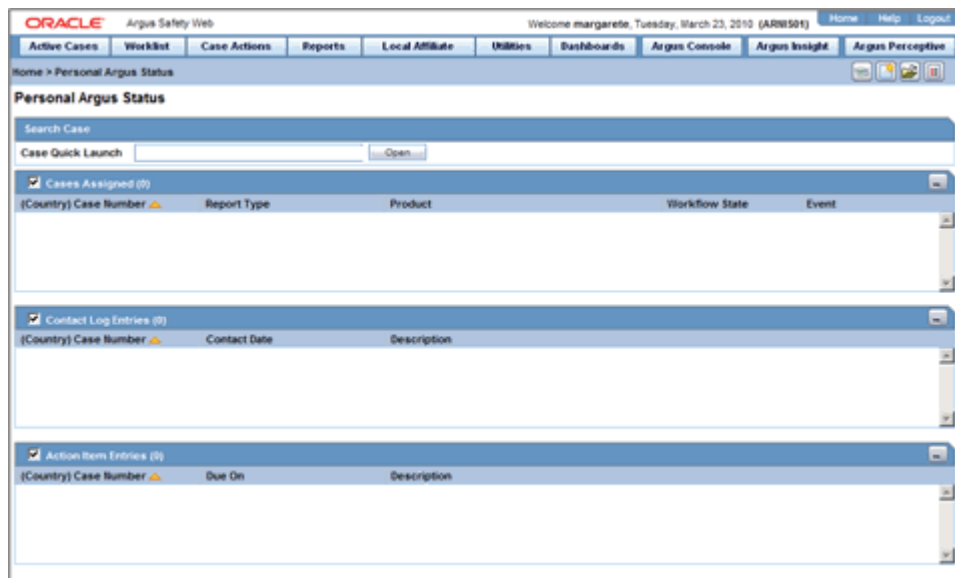 ORACLE Argus Safety Web Welcome margarete, Tuesday, March 23, 2010 (ARMIS01) Home Help Logout
Active Cases Worklist Case Actions Reports Local Affiliate Utilities Dashboards Argus Console Argus Insight Argus Perceptive
Home > Personal Argus Status
Personal Argus Status
Search Case
Case Quick Launch Open
Cases Assigned (0)
(Country) Case Number Report Type Product Workflow State Event
Contact Log Entries (0)
(Country) Case Number Contact Date Description
Action Item Entries (0)
(Country) Case Number Due On Description